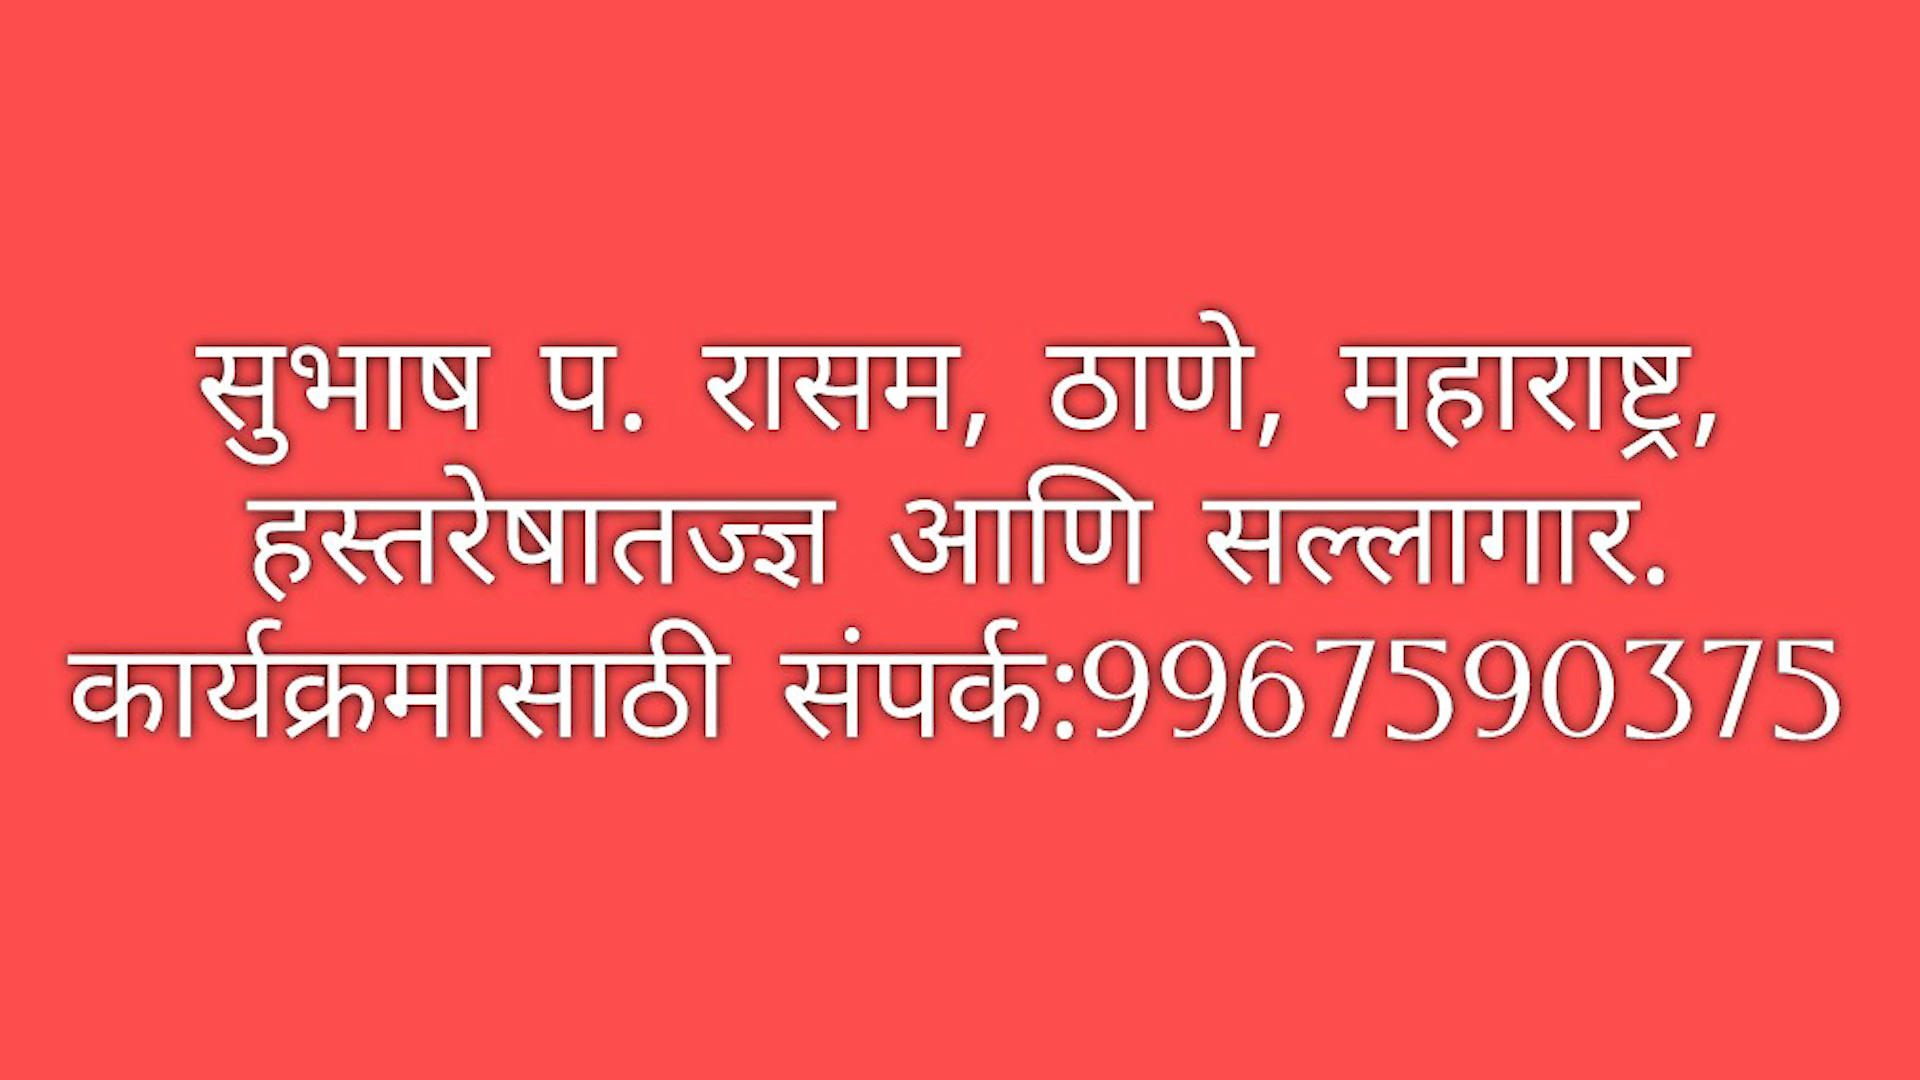 सुभाष प. रासम, ठाणे, महाराष्ट्र,
हस्तरेषातज्ज्ञ आणि सल्लागार.
कार्यक्रमासाठी संपर्क:9967590375